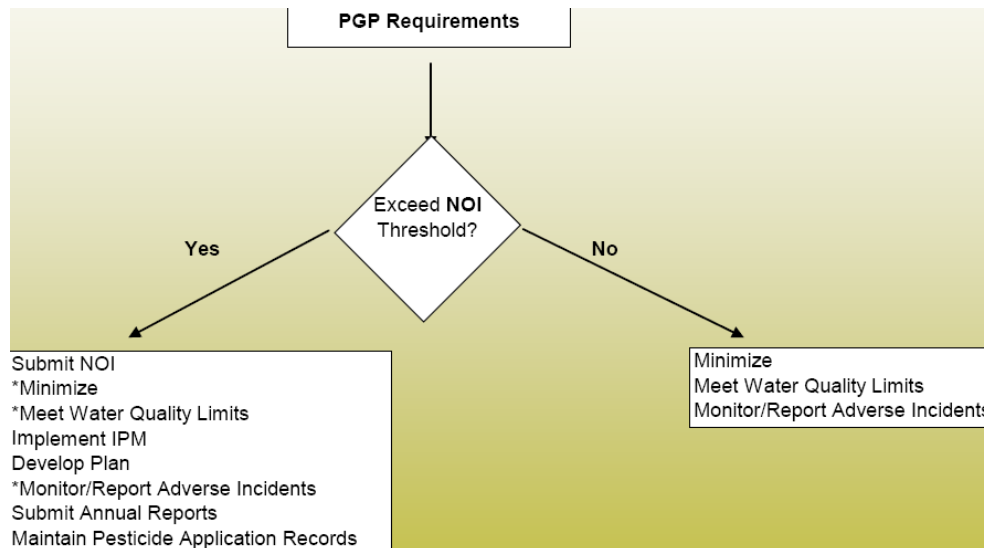 PGP Requirements
Exceed NOI
Threshold?
Yes
No
Submit NOI
*Minimize
*Meet Water Quality Limits
Implement IPM
Develop Plan
*Monitor/Report Adverse Incidents
Submit Annual Reports
Maintain Pesticide Application Records
Minimize
Meet Water Quality Limits
Monitor/Report Adverse Incidents